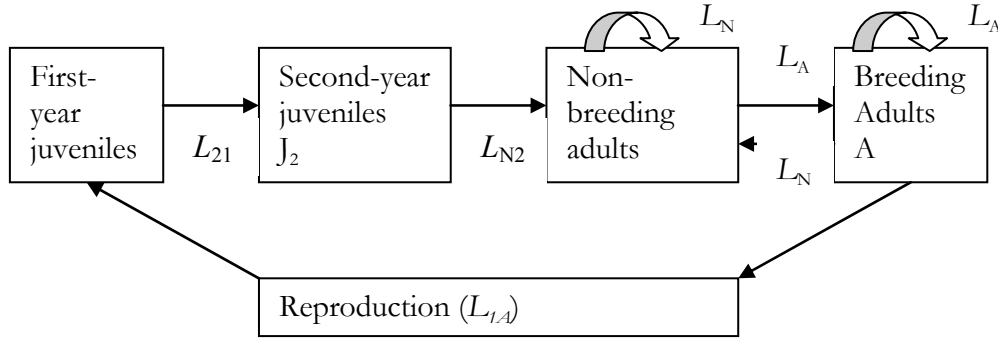 First-
year
juveniles
L21
Second-year
juveniles
J2
LN2
Non-
breeding
adults
LN
LA
LN
Breeding
Adults
A
LA
Reproduction (L1A)